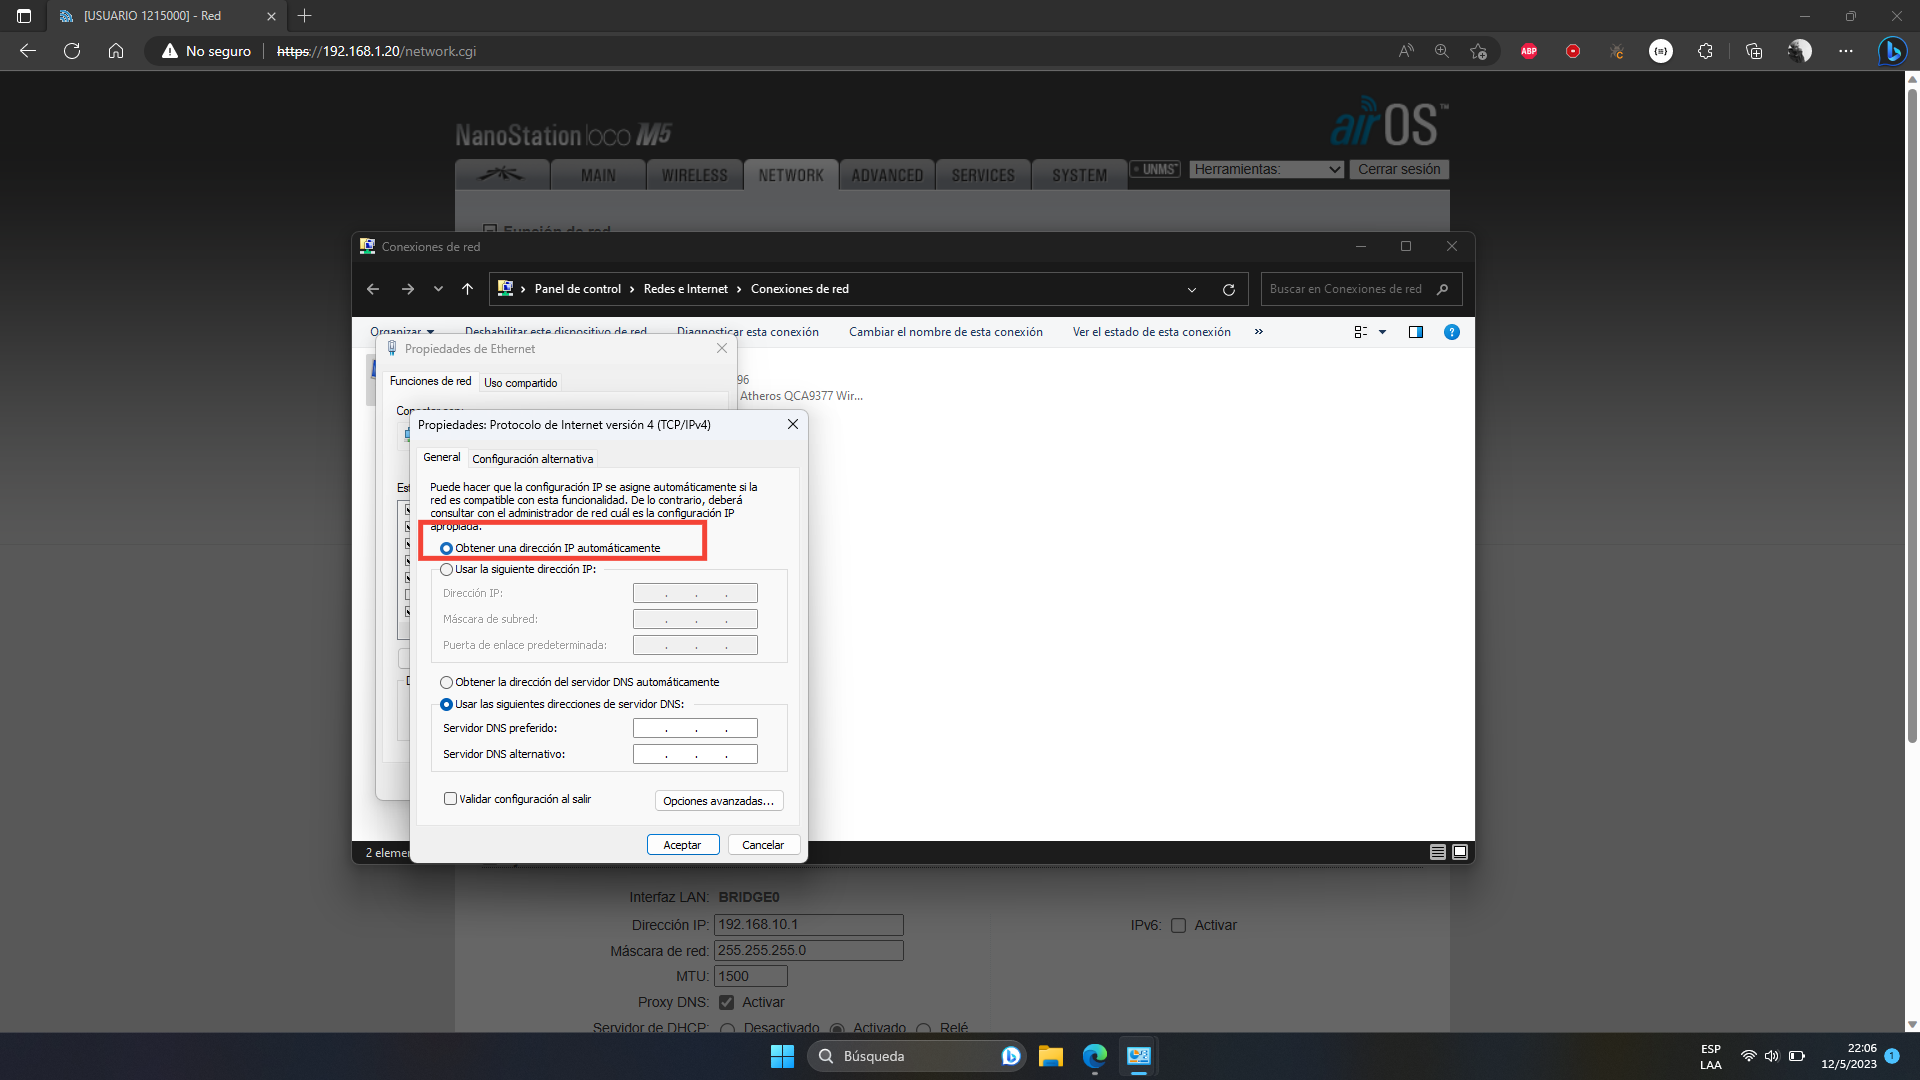 [USUARIO 1215000] - Red
No seguro
https://192.168.1.20/network.cgi
ABP
NanoStation loco M5
airOS™
MAIN
WIRELESS
NETWORK
ADVANCED
SERVICES
SYSTEM
UNMS™
Herramientas:
Cerrar sesión
Función de red
Conexiones de red
Panel de control
Redes e Internet
Conexiones de red
Buscar en Conexiones de red
Organizar
Deshabilitar este dispositivo de red
Diagnosticar esta conexión
Cambiar el nombre de esta conexión
Ver el estado de esta conexión
»
Propiedades de Ethernet
Funciones de red
Uso compartido
Conectar con:
96
Atheros QCA9377 Wir...
Propiedades: Protocolo de Internet versión 4 (TCP/IPv4)
General
Configuración alternativa
Puede hacer que la configuración IP se asigne automáticamente si la
red es compatible con esta funcionalidad. De lo contrario, deberá
consultar con el administrador de red cuál es la configuración IP
apropiada.
Obtener una dirección IP automáticamente
Usar la siguiente dirección IP:
Dirección IP:
Máscara de subred:
Puerta de enlace predeterminada:
Obtener la dirección del servidor DNS automáticamente
Usar las siguientes direcciones de servidor DNS:
Servidor DNS preferido:
Servidor DNS alternativo:
Validar configuración al salir
Opciones avanzadas...
Aceptar
Cancelar
2 elemen
Interfaz LAN: BRIDGE0
Dirección IP: 192.168.10.1
IPv6: Activar
Máscara de red: 255.255.255.0
MTU: 1500
Proxy DNS: Activar
Servidor de DHCP: Desactivado Activado Relé
Búsqueda
ESP
LAA
22:06
12/5/2023
1